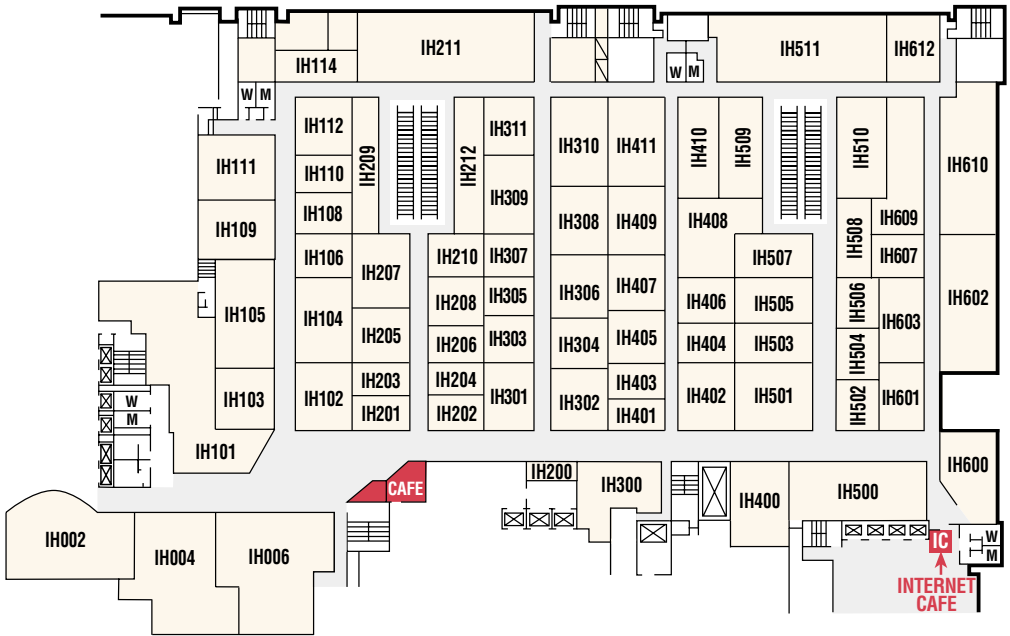 IH211
IH511
IH612
IH114
W M
W M
IH112
IH209
IH212
IH311
IH310
IH411
IH410
IH509
IH510
IH111
IH110
IH309
IH610
IH108
IH109
IH308
IH409
IH408
IH508
IH609
IH106
IH207
IH210
IH307
IH507
IH607
IH105
IH104
IH208
IH305
IH306
IH407
IH406
IH505
IH506
IH602
IH205
IH206
IH303
IH304
IH405
IH404
IH503
IH504
IH603
IH103
IH102
IH203
IH204
IH301
IH302
IH403
IH402
IH501
IH502
IH601
IH201
IH202
IH401
W
M
IH101
IH200
IH300
IH400
IH500
IH600
CAFE
IH002
IH004
IH006
IC
W
M
INTERNET
CAFE